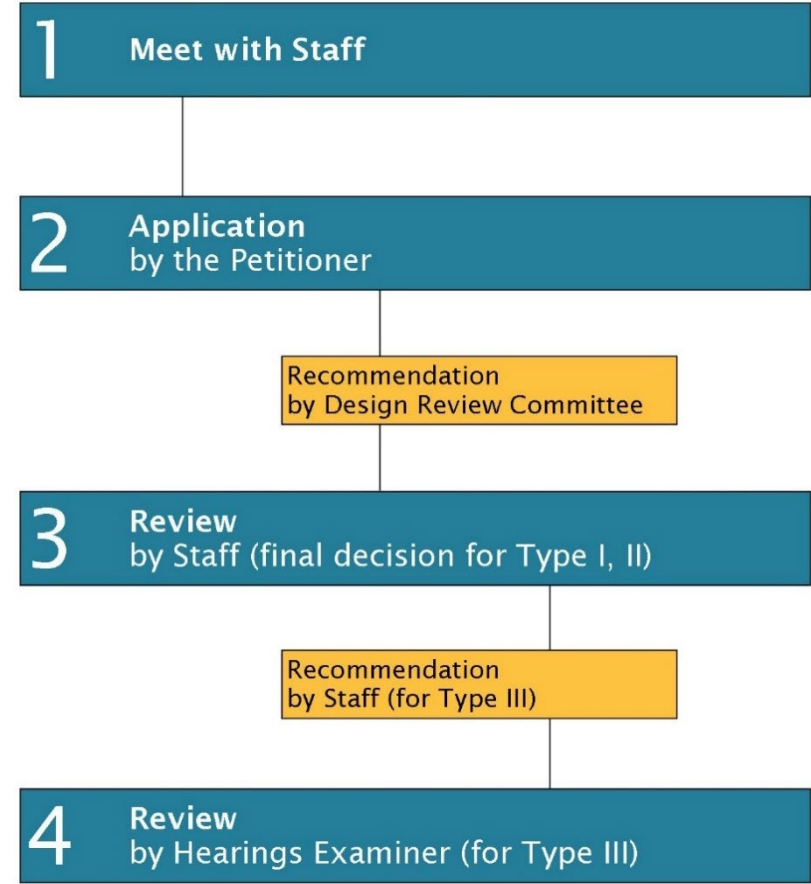 1 Meet with Staff
2 Application
by the Petitioner
Recommendation
by Design Review Committee
3 Review
by Staff (final decision for Type I, II)
Recommendation
by Staff (for Type III)
4 Review
by Hearings Examiner (for Type III)